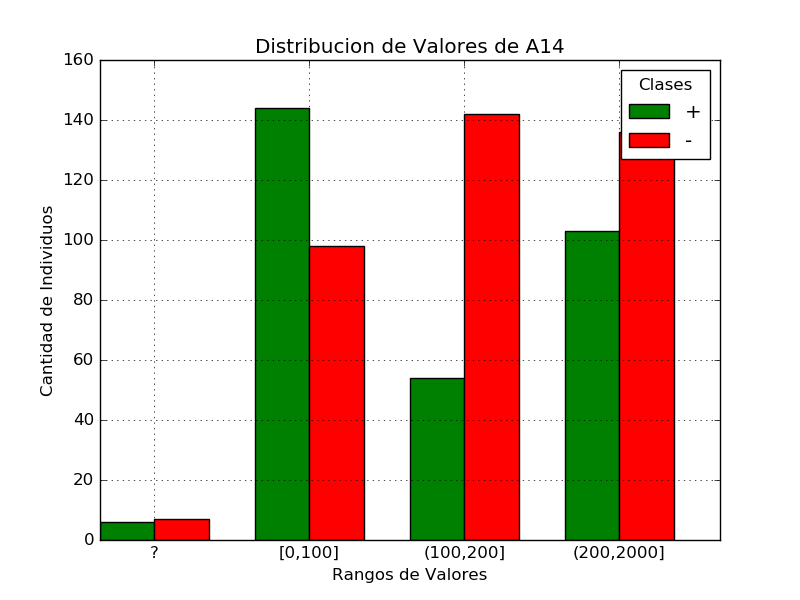 Distribucion de Valores de A14
Clases
+
-
160
140
120
100
80
60
40
20
0
Cantidad de Individuos
? [0,100] (100,200] (200,2000]
Rangos de Valores